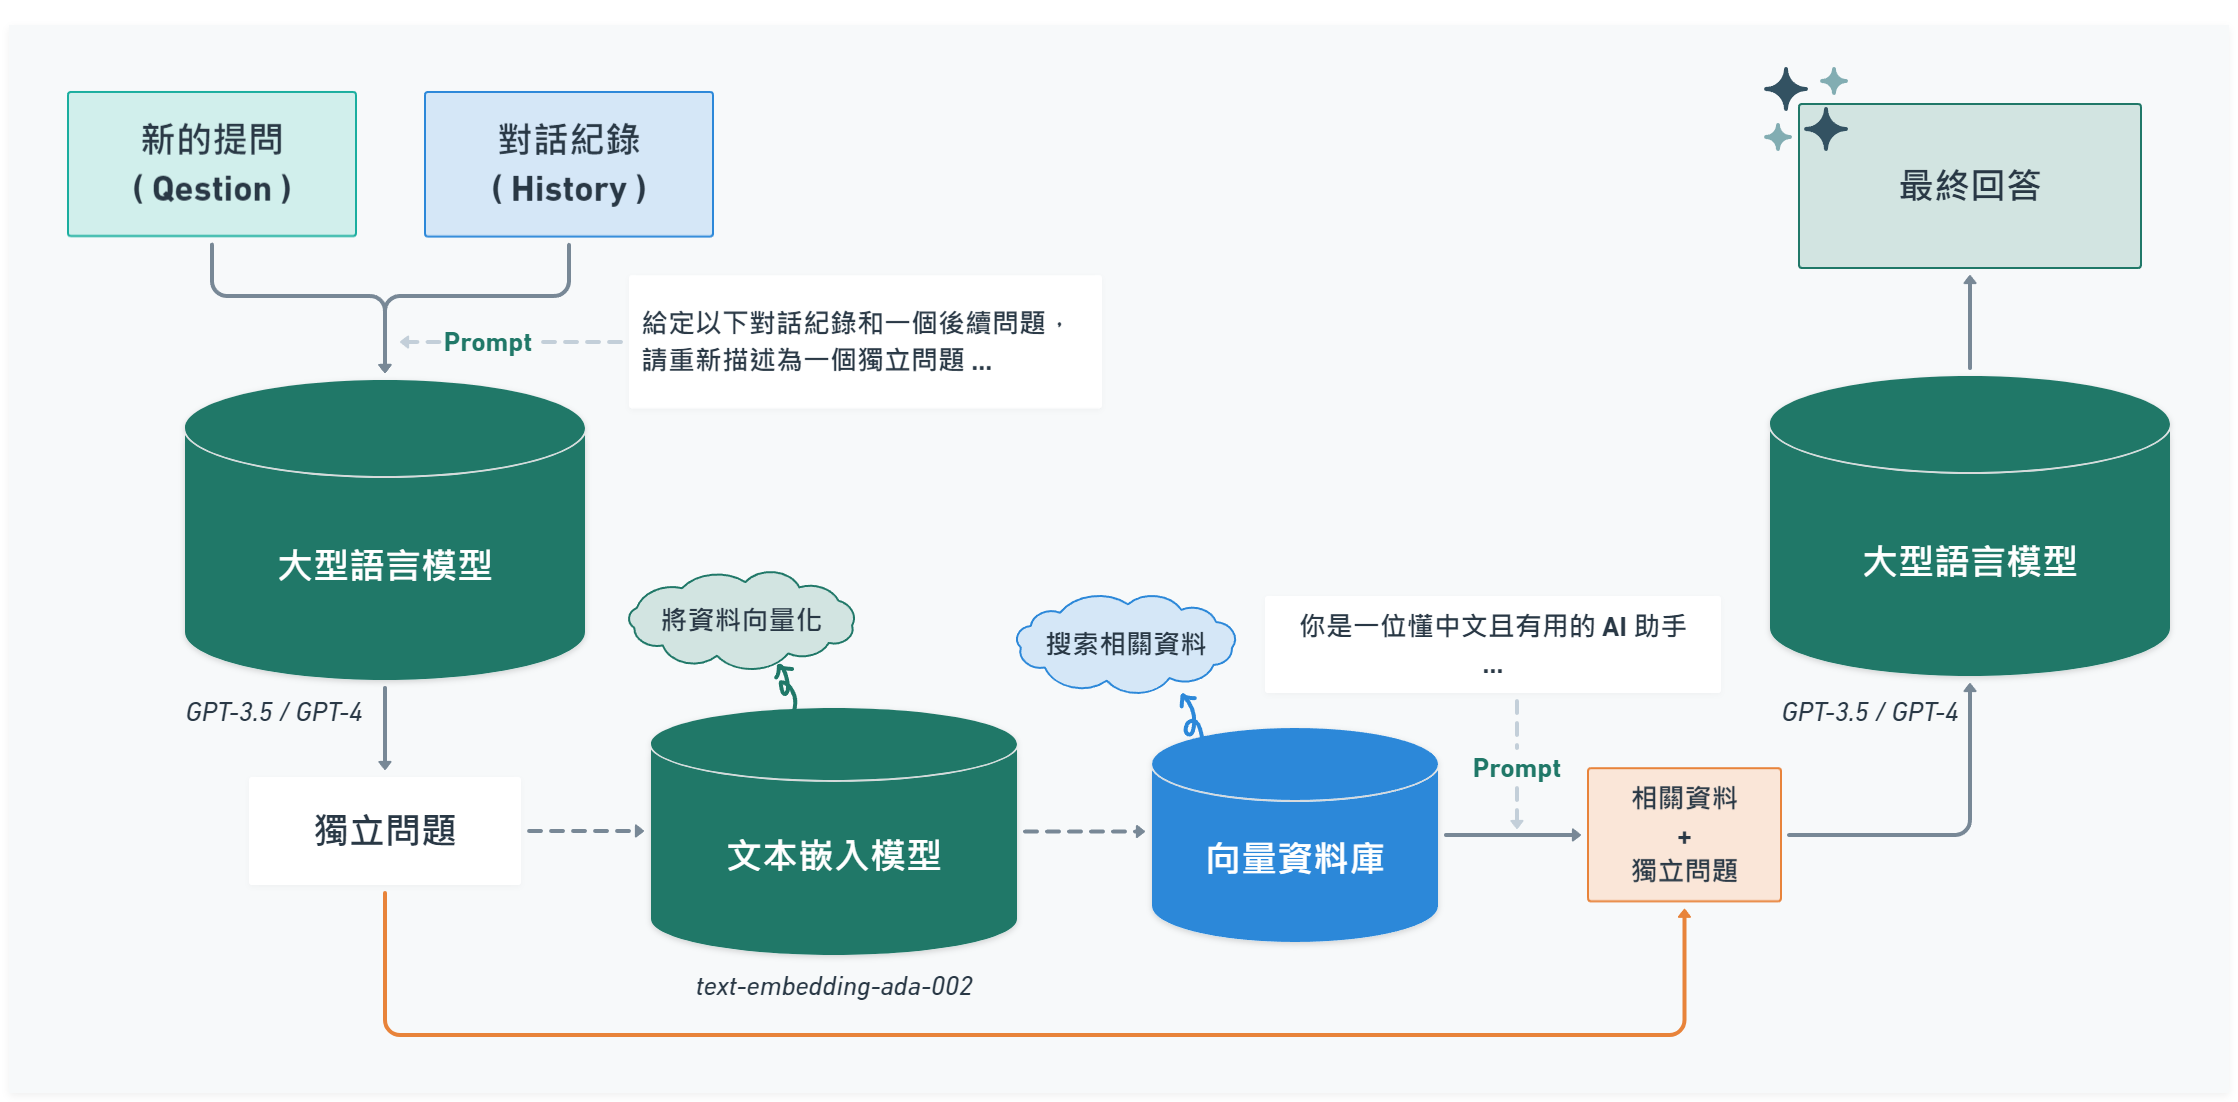 新的提問
( Qestion )
對話紀錄
( History )
最終回答
給定以下對話紀錄和一個後續問題，
請重新描述為一個獨立問題 ...
Prompt
大型語言模型
大型語言模型
將資料向量化
搜索相關資料
你是一位懂中文且有用的 AI 助手
...
GPT-3.5 / GPT-4
GPT-3.5 / GPT-4
Prompt
獨立問題
文本嵌入模型
向量資料庫
相關資料
+
獨立問題
text-embedding-ada-002